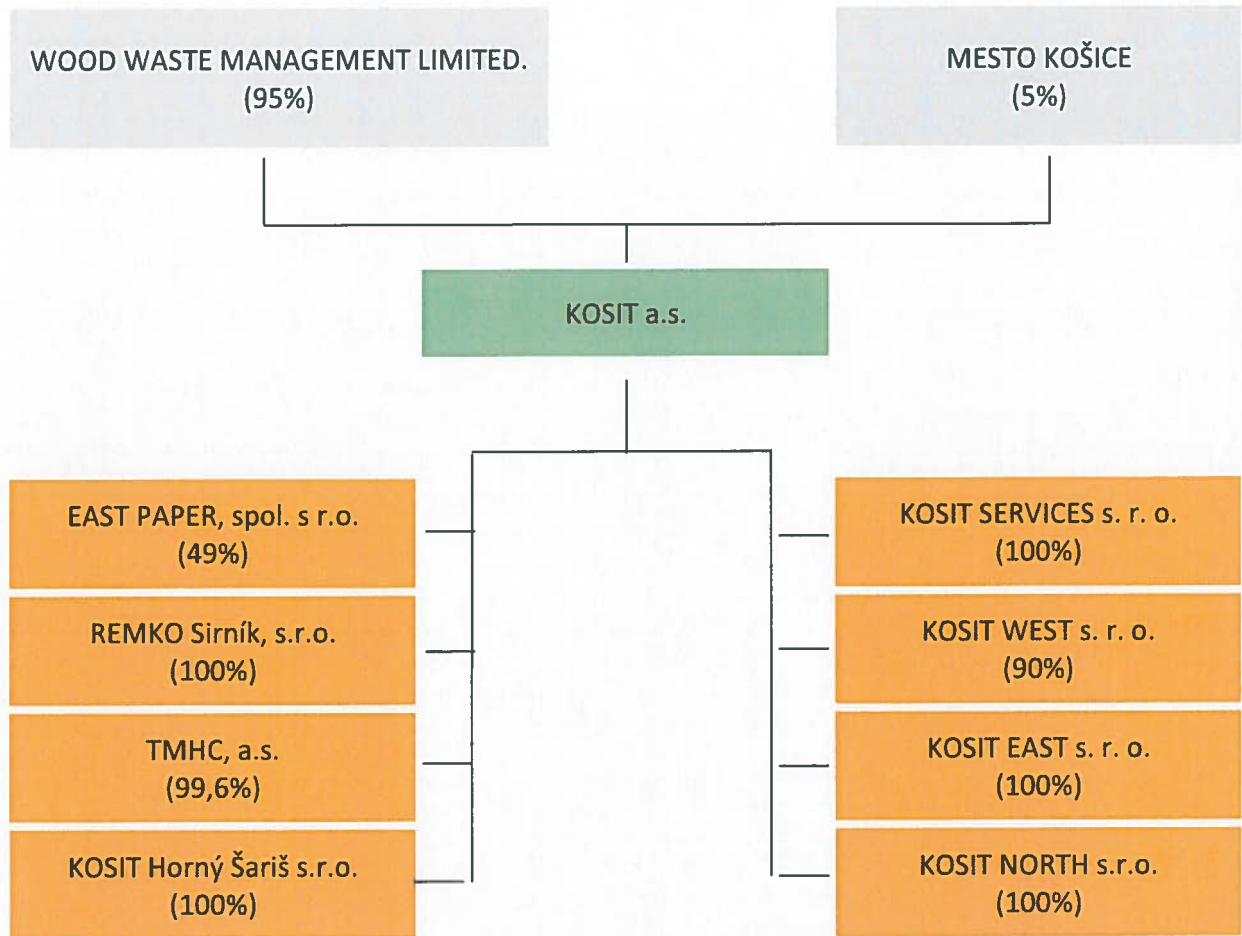 WOOD WASTE MANAGEMENT LIMITED.
(95%)
MESTO KOŠICE
(5%)
KOSIT a.s.
EAST PAPER, spol. s r.o.
(49%)
REMKO Sirník, s.r.o.
(100%)
TMHC, a.s.
(99,6%)
KOSIT Horný Šariš s.r.o.
(100%)
KOSIT SERVICES s. r. o.
(100%)
KOSIT WEST s. r. o.
(90%)
KOSIT EAST s. r. o.
(100%)
KOSIT NORTH s.r.o.
(100%)